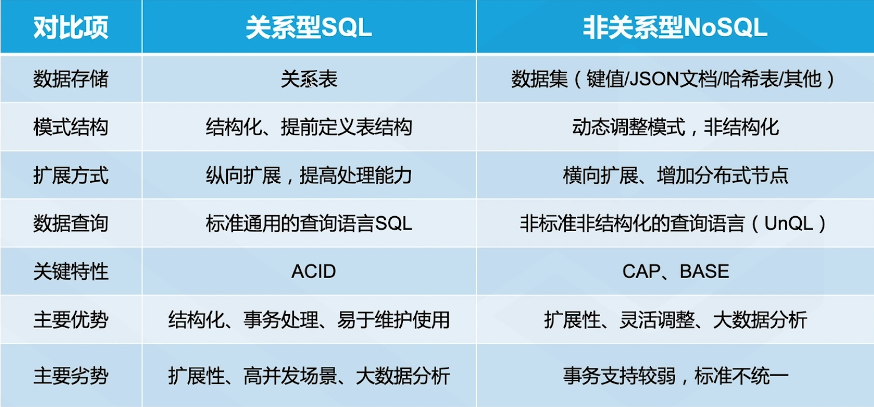 对比项 关系型SQL 非关系型NoSQL
数据存储 关系表 数据集（键值/JSON文档/哈希表/其他）
模式结构 结构化、提前定义表结构 动态调整模式，非结构化
扩展方式 纵向扩展，提高处理能力 横向扩展、增加分布式节点
数据查询 标准通用的查询语言SQL 非标准非结构化的查询语言（UnQL）
关键特性 ACID CAP、BASE
主要优势 结构化、事务处理、易于维护使用 扩展性、灵活调整、大数据分析
主要劣势 扩展性、高并发场景、大数据分析 事务支持较弱，标准不统一